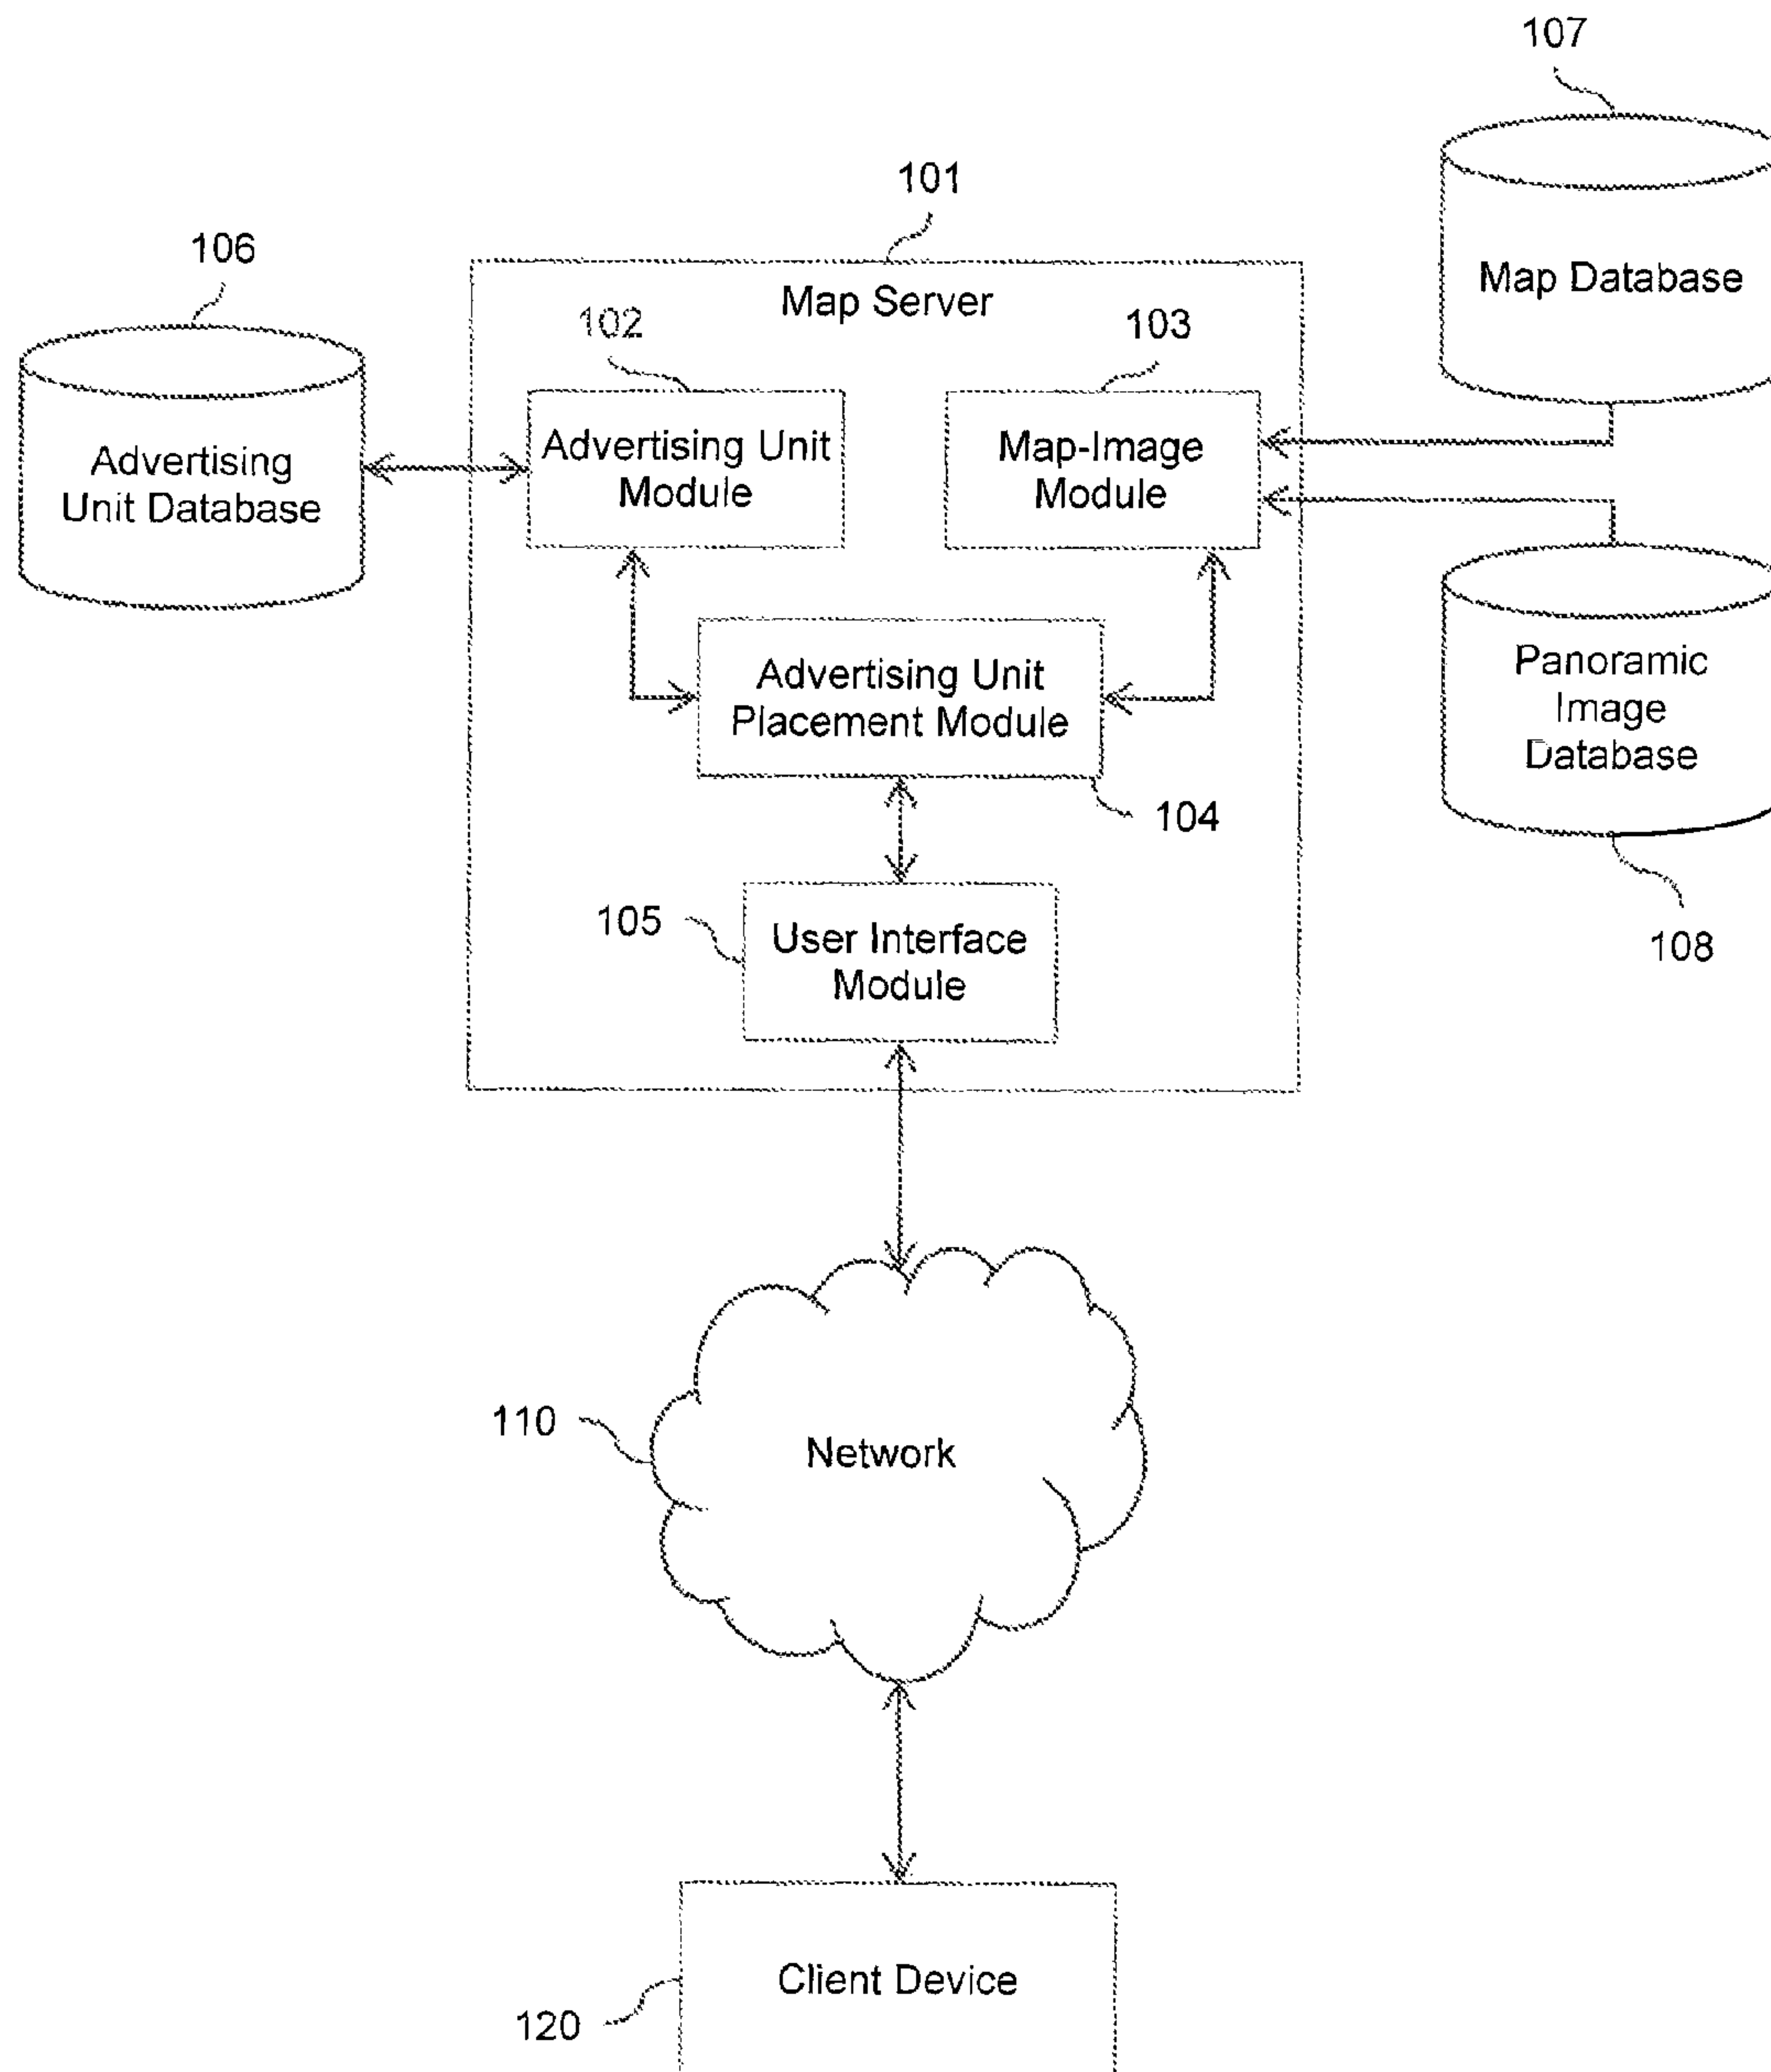 107
101
Map Database
106
Map Server
102
103
Advertising
Unit Database
Advertising Unit
Module
Map-Image
Module
Advertising Unit
Placement Module
104
Panoramic
Image
Database
108
105
User Interface
Module
110
Network
Client Device
120